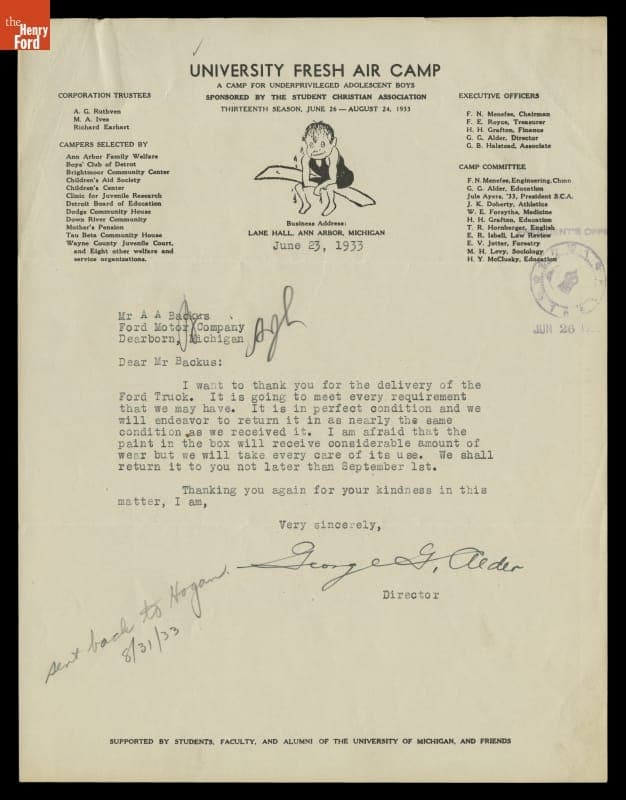 the
Henry
Ford
UNIVERSITY FRESH AIR CAMP
A CAMP FOR UNDERPRIVILEGED ADOLESCENT BOYS
SPONSORED BY THE STUDENT CHRISTIAN ASSOCIATION
THIRTEENTH SEASON, JUNE 26 — AUGUST 24, 1933
CORPORATION TRUSTEES
A. G. Ruthven
M. A. Ives
Richard Earhart
CAMPERS SELECTED BY
Ann Arbor Family Welfare
Boys' Club of Detroit
Brightmoor Community Center
Children's Aid Society
Children's Center
Clinic for Juvenile Research
Detroit Board of Education
Dodge Community House
Down River Community
Mother's Pension
Tau Beta Community House
Wayne County Juvenile Court,
and Eight other welfare and
service organizations.
EXECUTIVE OFFICERS
F. N. Menefee, Chairman
F. E. Royce, Treasurer
H. H. Grafton, Finance
G. G. Alder, Director
G. B. Halstead, Associate
CAMP COMMITTEE
F. N. Menefee, Engineering, Chmn
G. G. Alder, Education
Jule Ayers, '33, President S.C.A.
J. K. Doherty, Athletics
W. E. Forsythe, Medicine
H. H. Grafton, Education
T. R. Hornberger, English
E. R. Isbell, Law Review
E. V. Jotter, Forestry
M. H. Levy, Sociology
H. Y. McClusky, Education
Business Address:
LANE HALL, ANN ARBOR, MICHIGAN
June 23, 1933
JUN 26
Mr A A Backus
Ford Motor Company
Dearborn, Michigan
Dear Mr Backus:
I want to thank you for the delivery of the
Ford Truck. It is going to meet every requirement
that we may have. It is in perfect condition and we
will endeavor to return it in as nearly the same
condition as we received it. I am afraid that the
paint in the box will receive considerable amount of
wear but we will take every care of its use. We shall
return it to you not later than September 1st.
Thanking you again for your kindness in this
matter, I am,
Very sincerely,
George G. Alder
Director
sent back to Hogan.
8/31/33
SUPPORTED BY STUDENTS, FACULTY, AND ALUMNI OF THE UNIVERSITY OF MICHIGAN, AND FRIENDS